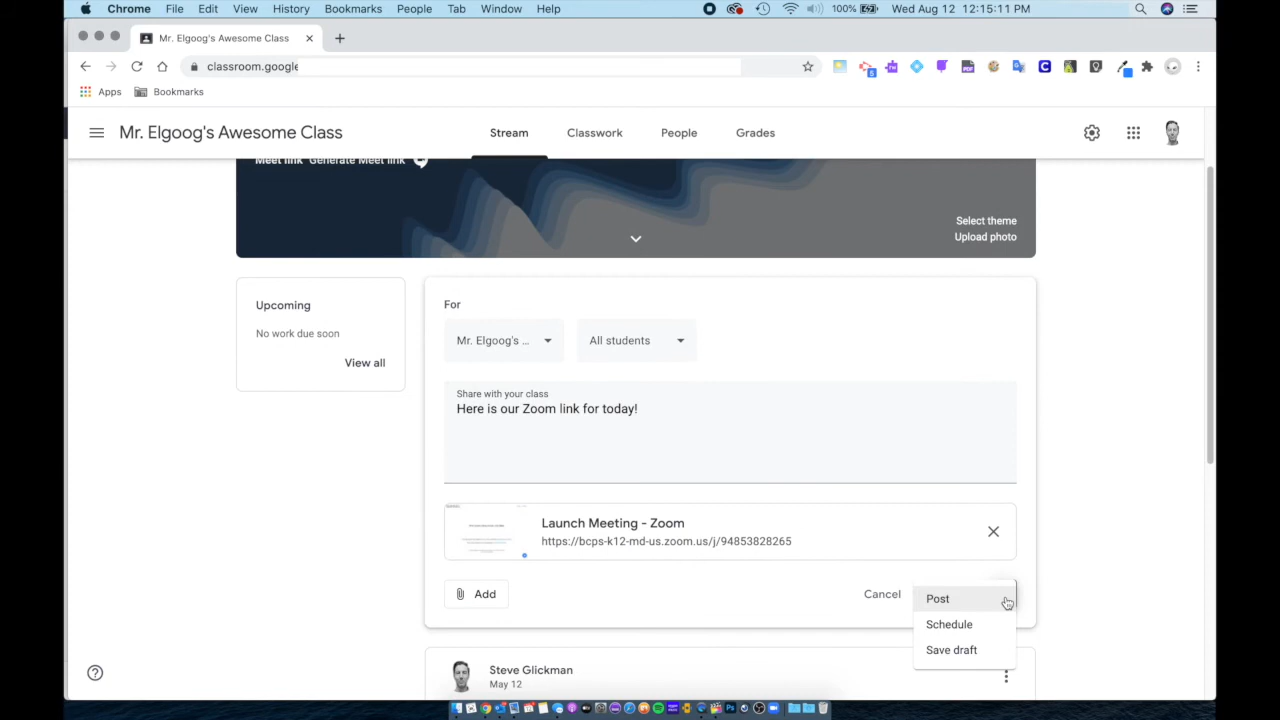 Chrome File Edit View History Bookmarks People Tab Window Help 100% Wed Aug 12 12:15:11 PM
Mr. Elgoog's Awesome Class
classroom.google
5
PDF
Apps Bookmarks
Mr. Elgoog's Awesome Class Stream Classwork People Grades
Meet link Generate Meet link
Select theme
Upload photo
Upcoming
No work due soon
View all
For
Mr. Elgoog's ... All students
Share with your class
Here is our Zoom link for today!
Launch Meeting - Zoom
https://bcps-k12-md-us.zoom.us/j/94853828265
Add Cancel Post
Schedule
Save draft
Steve Glickman
May 12